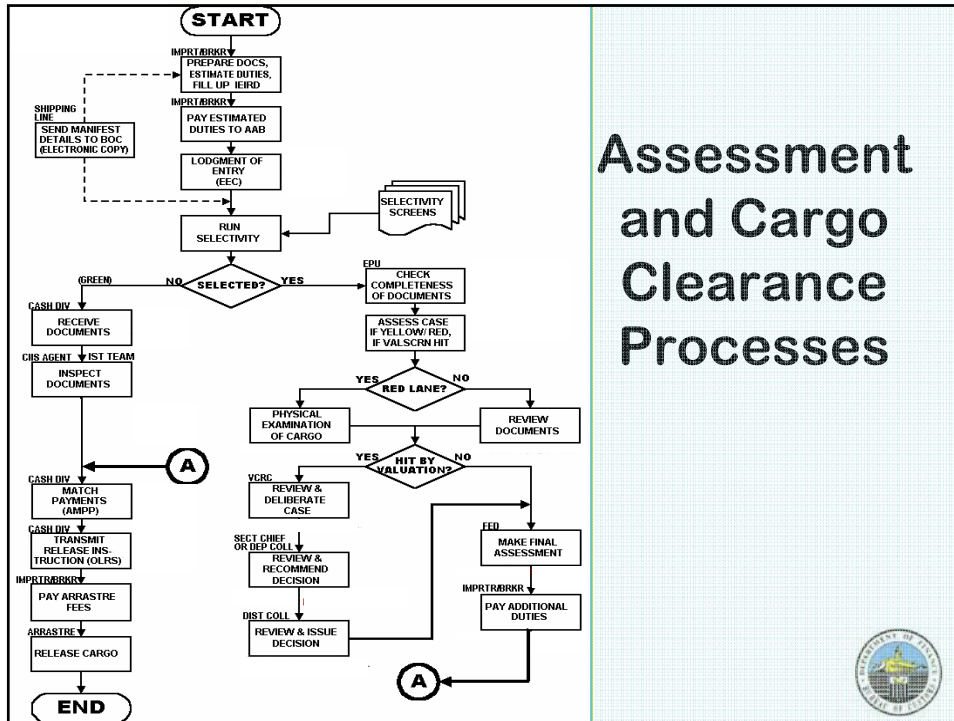 START
IMPRT/BRKR
PREPARE DOCS,
ESTIMATE DUTIES,
FILL UP IEIRD
IMPRT/BRKR
PAY ESTIMATED
DUTIES TO AAB
SHIPPING
LINE
SEND MANIFEST
DETAILS TO BOC
(ELECTRONIC COPY)
LODGMENT OF
ENTRY
(EEC)
SELECTIVITY
SCREENS
RUN
SELECTIVITY
(GREEN)
NO
SELECTED?
YES
EPU
CHECK
COMPLETENESS
OF DOCUMENTS
CASH DIV
RECEIVE
DOCUMENTS
ASSESS CASE
IF YELLOW/ RED,
IF VALSCRN HIT
CIIS AGENT
IST TEAM
INSPECT
DOCUMENTS
YES
RED LANE?
NO
PHYSICAL
EXAMINATION
OF CARGO
REVIEW
DOCUMENTS
YES
HIT BY
VALUATION?
NO
A
CASH DIV
MATCH
PAYMENTS
(AMPP)
VCRC
REVIEW &
DELIBERATE
CASE
CASH DIV
TRANSMIT
RELEASE INS-
TRUCTION (OLRS)
SECT CHIEF
OR DEP COLL
REVIEW &
RECOMMEND
DECISION
FED
MAKE FINAL
ASSESSMENT
IMPRTR/BRKR
PAY ARRASTRE
FEES
IMPRTR/BRKR
PAY ADDITIONAL
DUTIES
DIST COLL
REVIEW & ISSUE
DECISION
ARRASTRE
RELEASE CARGO
A
END
Assessment
and Cargo
Clearance
Processes
DEPARTMENT OF FINANCE
BUREAU OF CUSTOMS